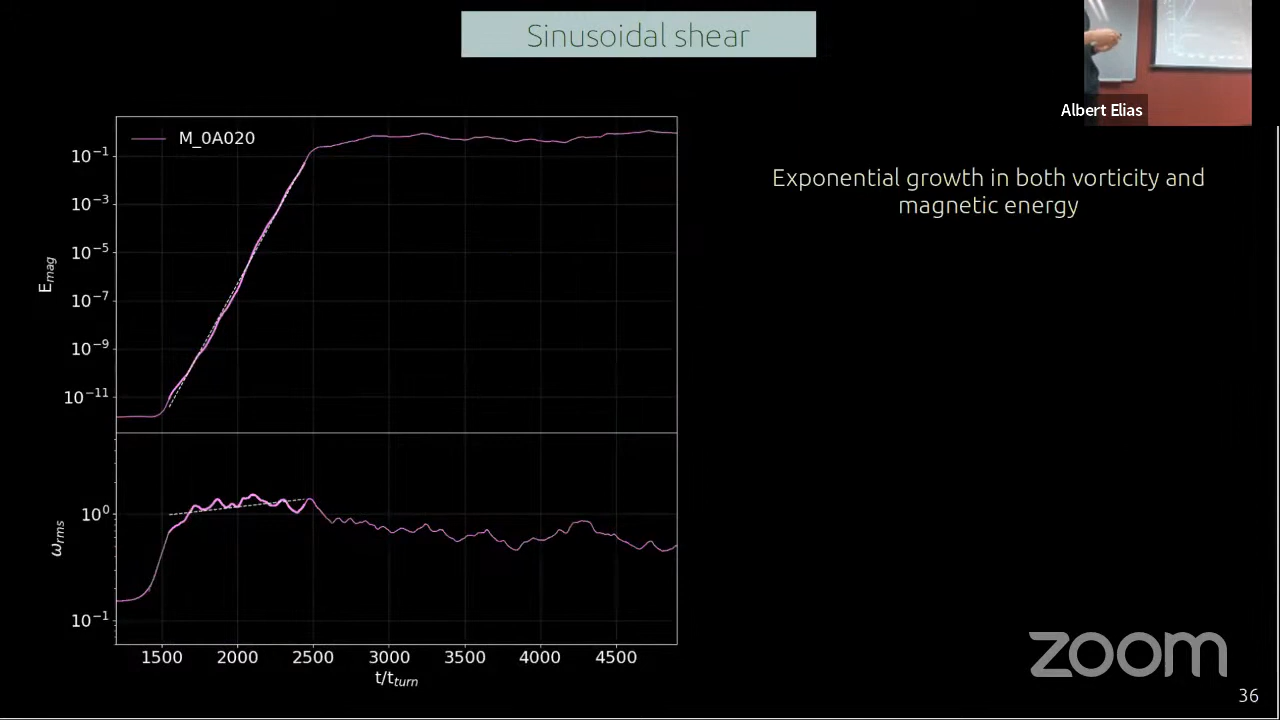 Sinusoidal shear
Albert Elias
M_0A020
Exponential growth in both vorticity and
magnetic energy
10⁻¹
10⁻³
10⁻⁵
10⁻⁷
10⁻⁹
10⁻¹¹
E_mag
10⁰
10⁻¹
ω_rms
1500 2000 2500 3000 3500 4000 4500
t/t_turn
zoom
36